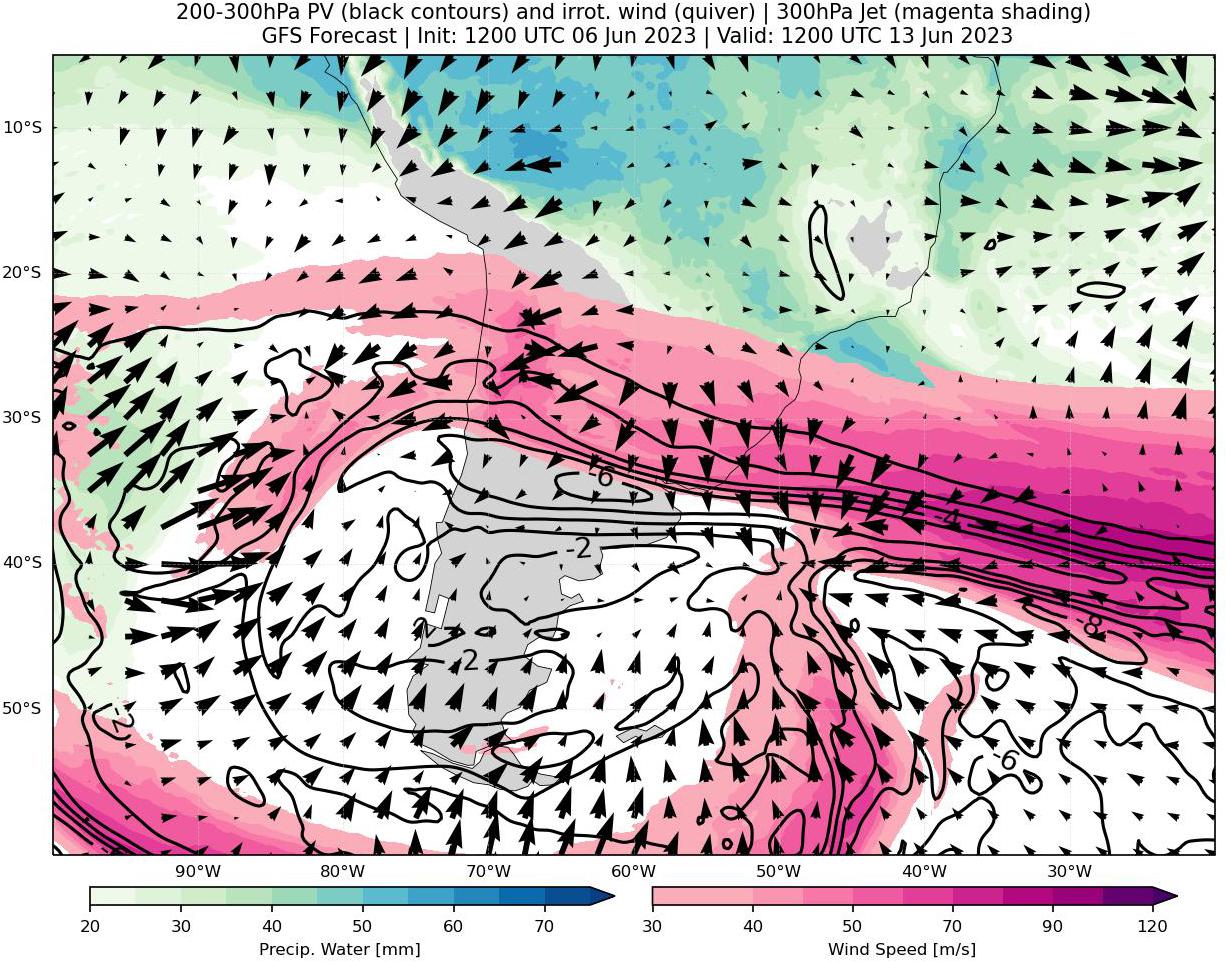 200-300hPa PV (black contours) and irrot. wind (quiver) | 300hPa Jet (magenta shading)
GFS Forecast | Init: 1200 UTC 06 Jun 2023 | Valid: 1200 UTC 13 Jun 2023
10°S
20°S
30°S
-6
-4
-2
40°S
-8
-2
50°S
-2
-6
90°W 80°W 70°W 60°W 50°W 40°W 30°W
20 30 40 50 60 70
30 40 50 70 90 120
Precip. Water [mm]
Wind Speed [m/s]